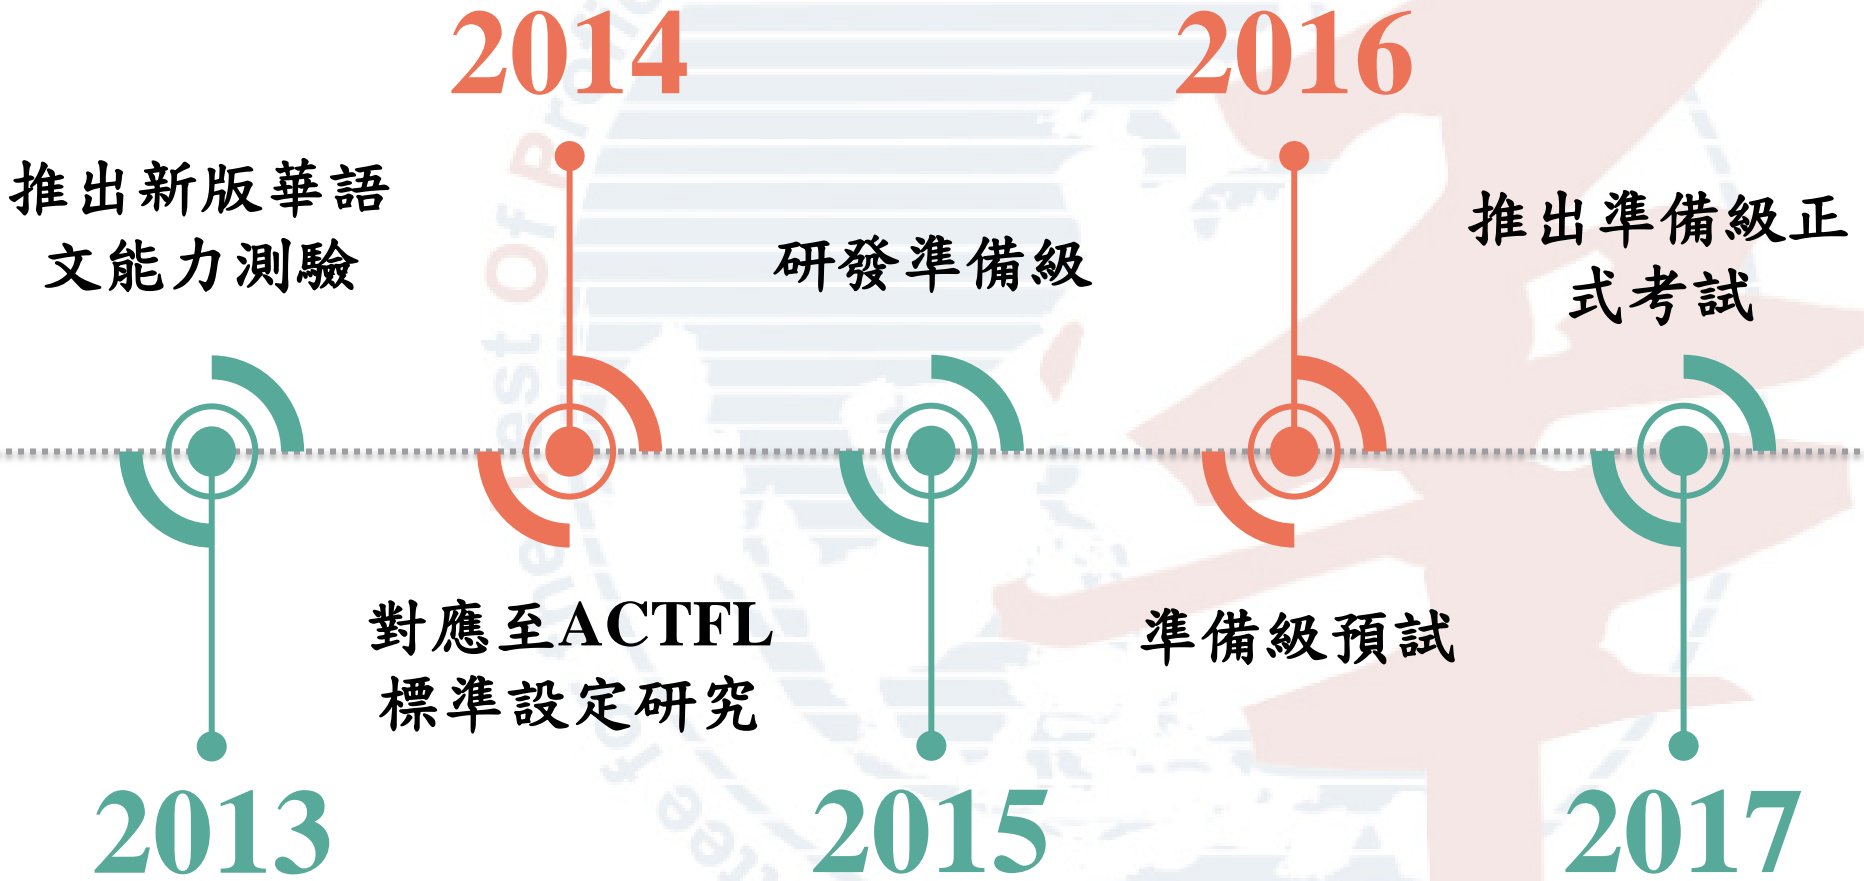 2014
2016
推出新版華語
文能力測驗
研發準備級
推出準備級正
式考試
對應至ACTFL
標準設定研究
準備級預試
2013
2015
2017